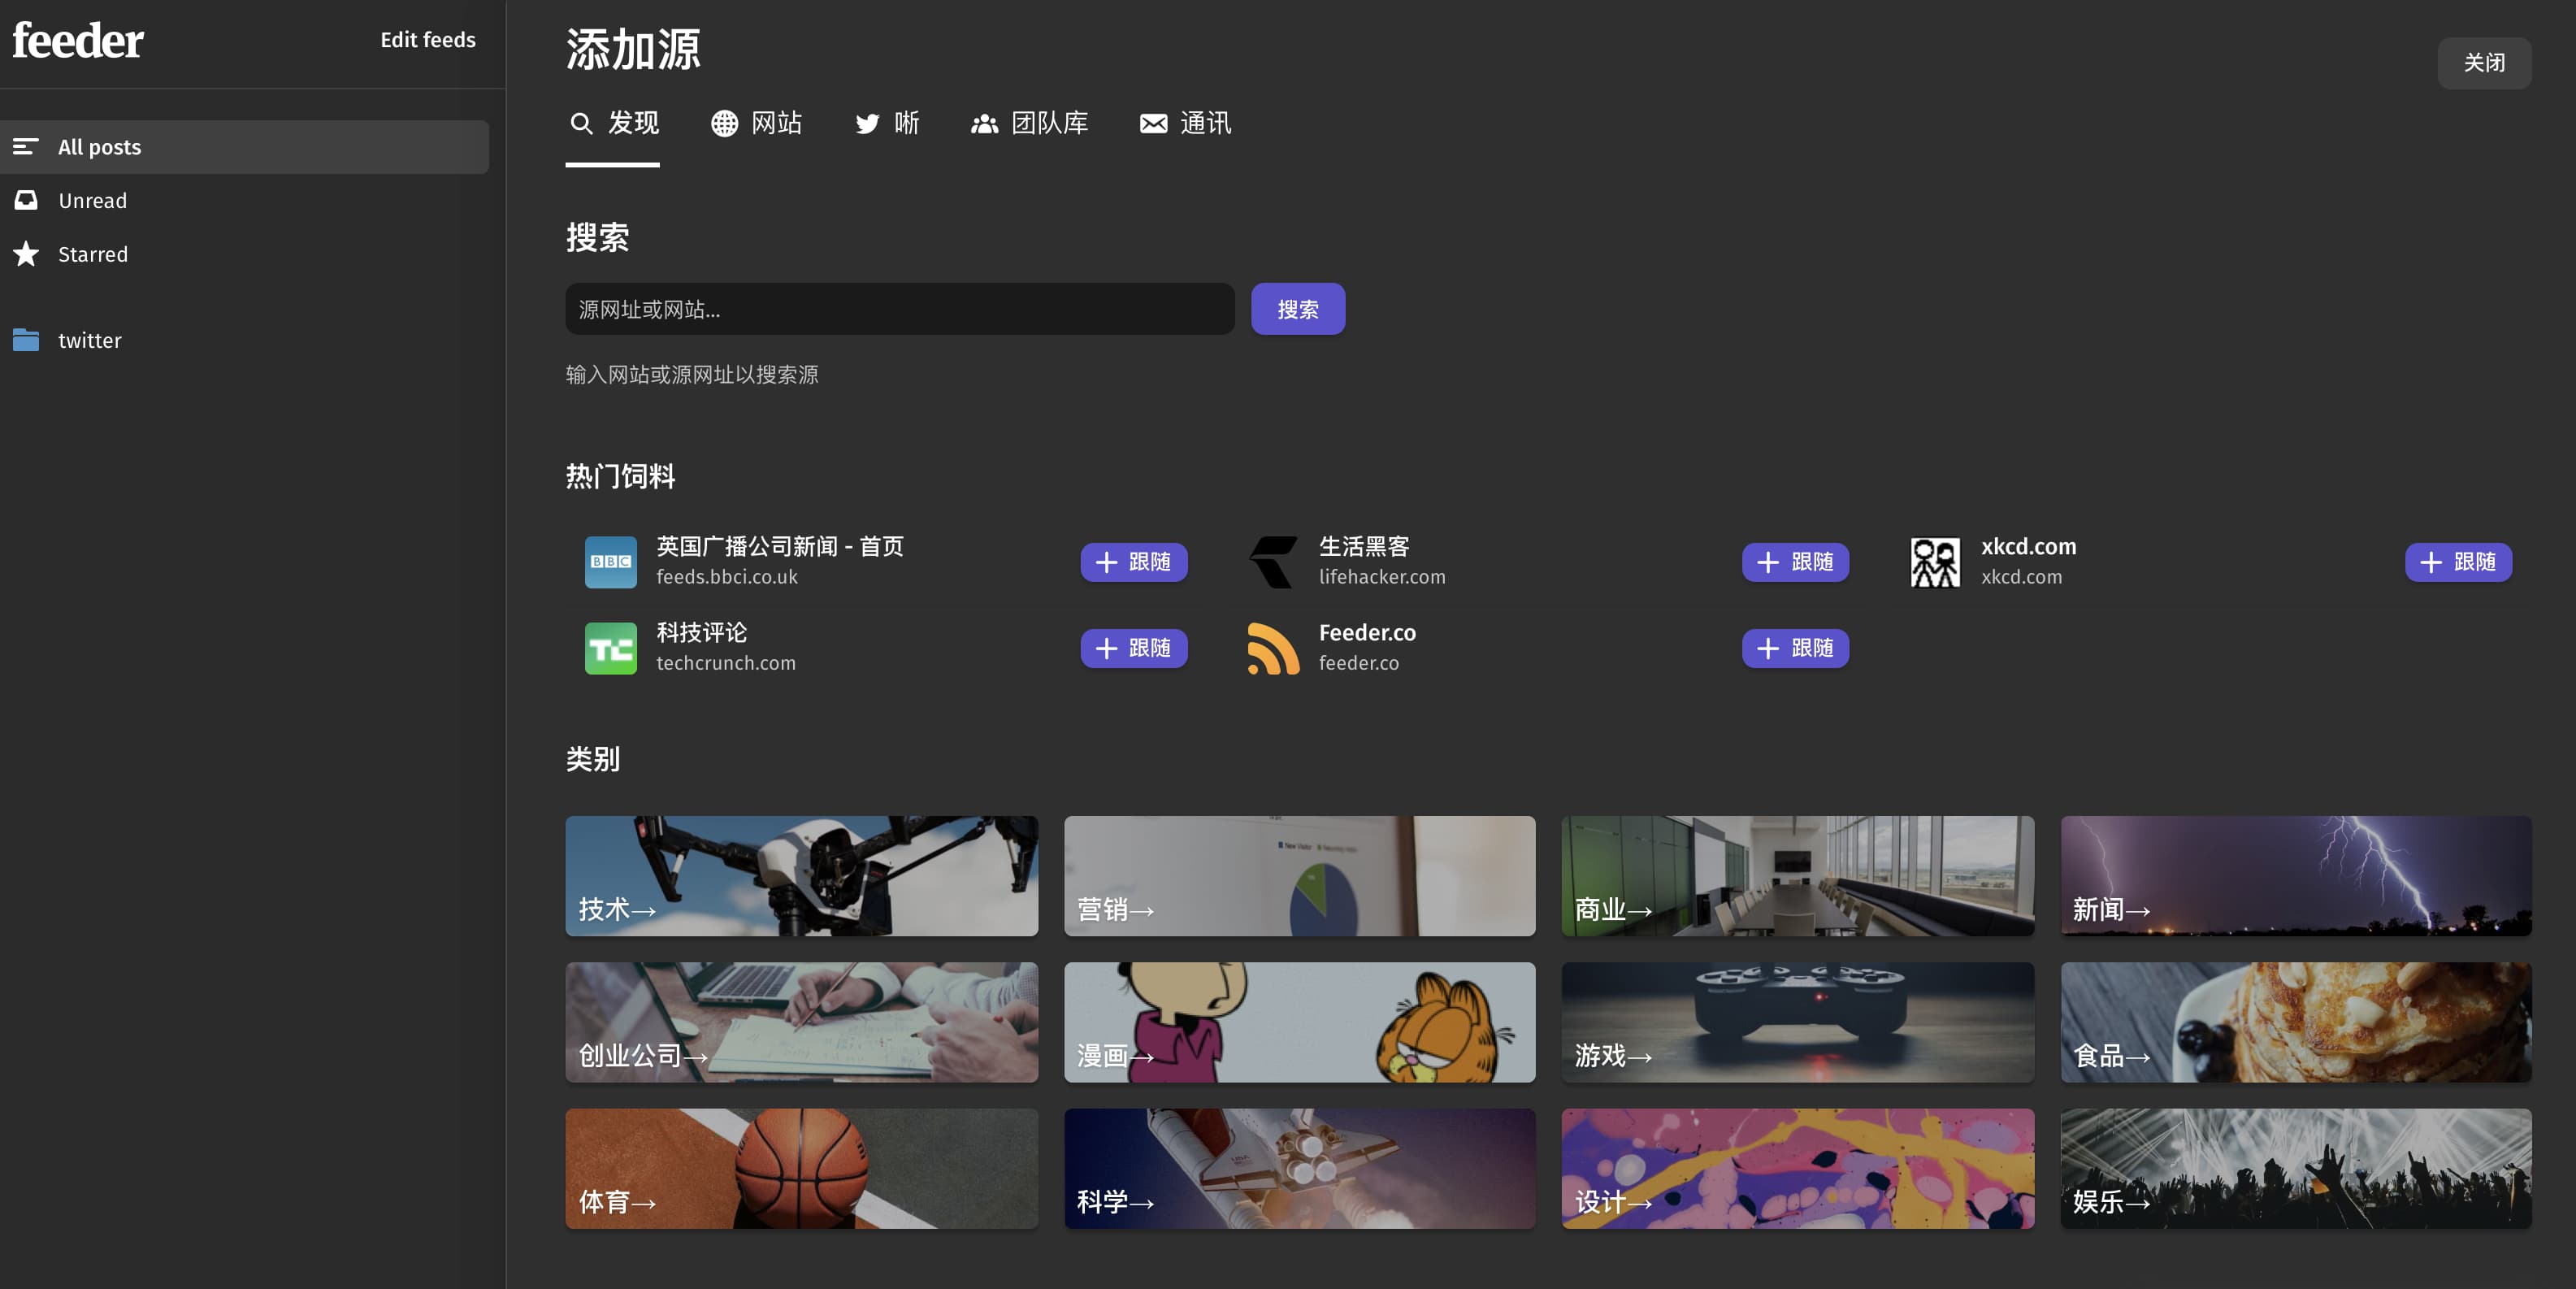 feeder
Edit feeds
All posts
Unread
Starred
twitter
添加源
关闭
发现
网站
晰
团队库
通讯
搜索
源网址或网站...
搜索
输入网站或源网址以搜索源
热门饲料
BBC
英国广播公司新闻 - 首页
feeds.bbci.co.uk
跟随
生活黑客
lifehacker.com
跟随
xkcd.com
xkcd.com
跟随
TC
科技评论
techcrunch.com
跟随
Feeder.co
feeder.co
跟随
类别
技术→
营销→
商业→
新闻→
创业公司→
漫画→
游戏→
食品→
体育→
科学→
设计→
娱乐→